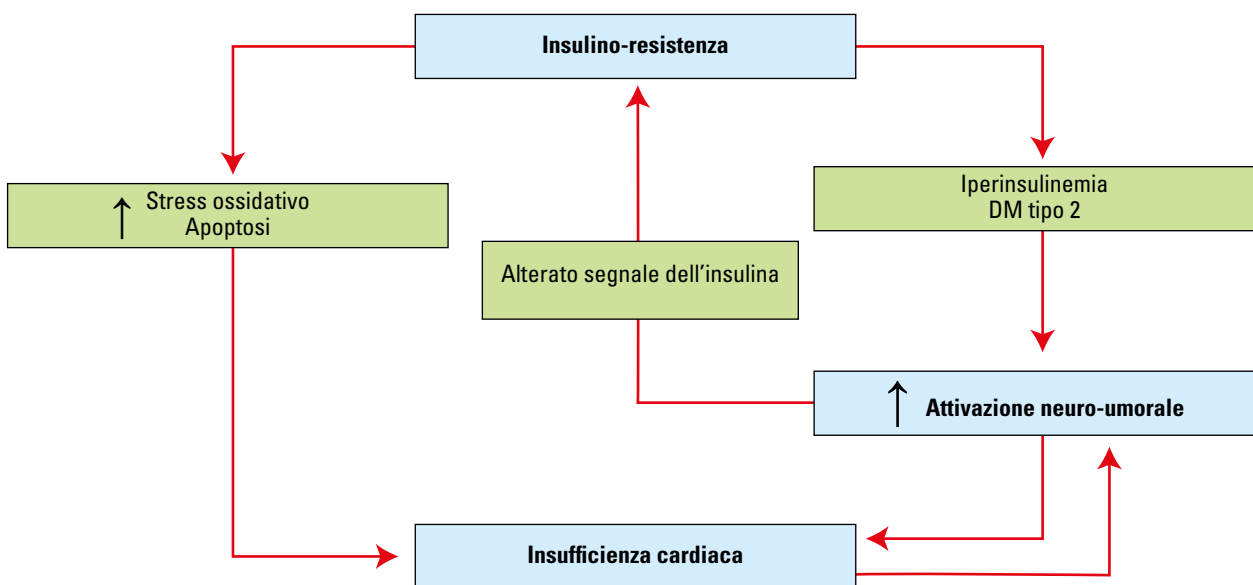 Insulino-resistenza
↑ Stress ossidativo
Apoptosi
Iperinsulinemia
DM tipo 2
Alterato segnale dell'insulina
↑ Attivazione neuro-umorale
Insufficienza cardiaca